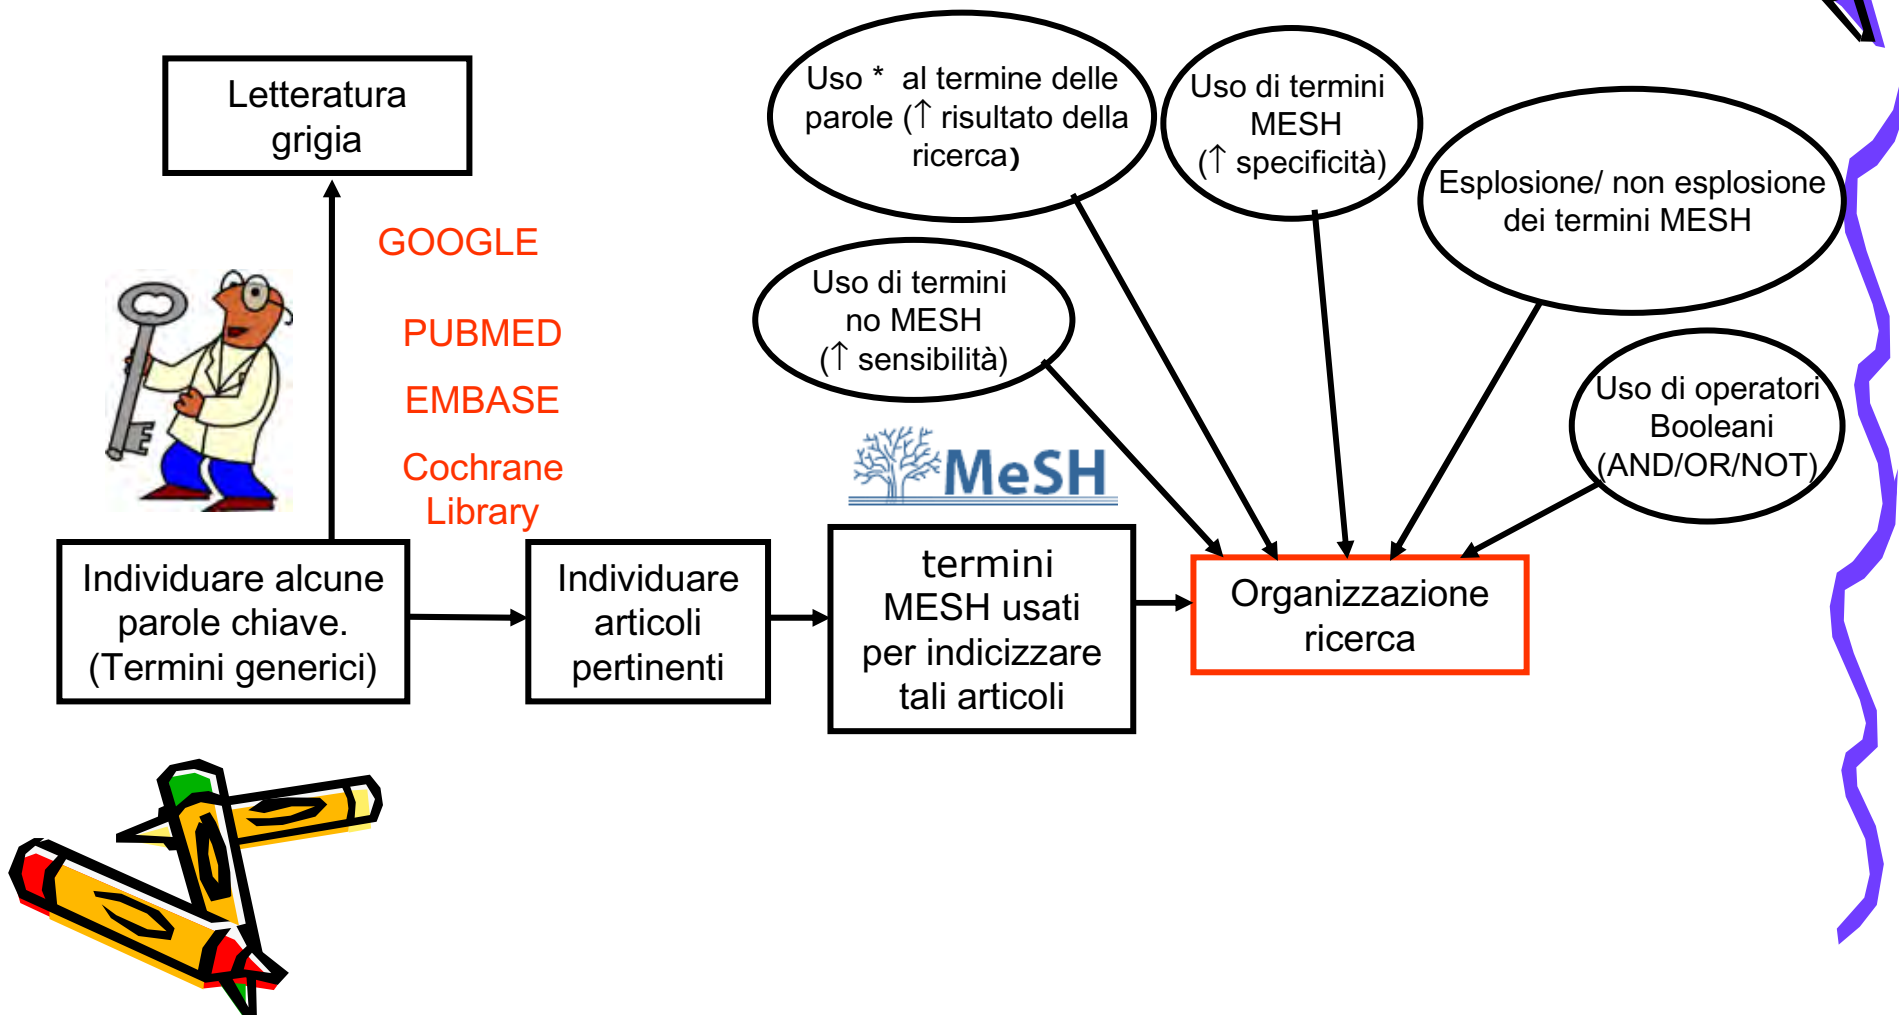 Letteratura
grigia
GOOGLE
PUBMED
EMBASE
Cochrane
Library
Individuare alcune
parole chiave.
(Termini generici)
Individuare
articoli
pertinenti
MeSH
termini
MESH usati
per indicizzare
tali articoli
Uso di termini
no MESH
(↑ sensibilità)
Uso * al termine delle
parole (↑ risultato della
ricerca)
Uso di termini
MESH
(↑ specificità)
Esplosione/ non esplosione
dei termini MESH
Uso di operatori
Booleani
(AND/OR/NOT)
Organizzazione
ricerca